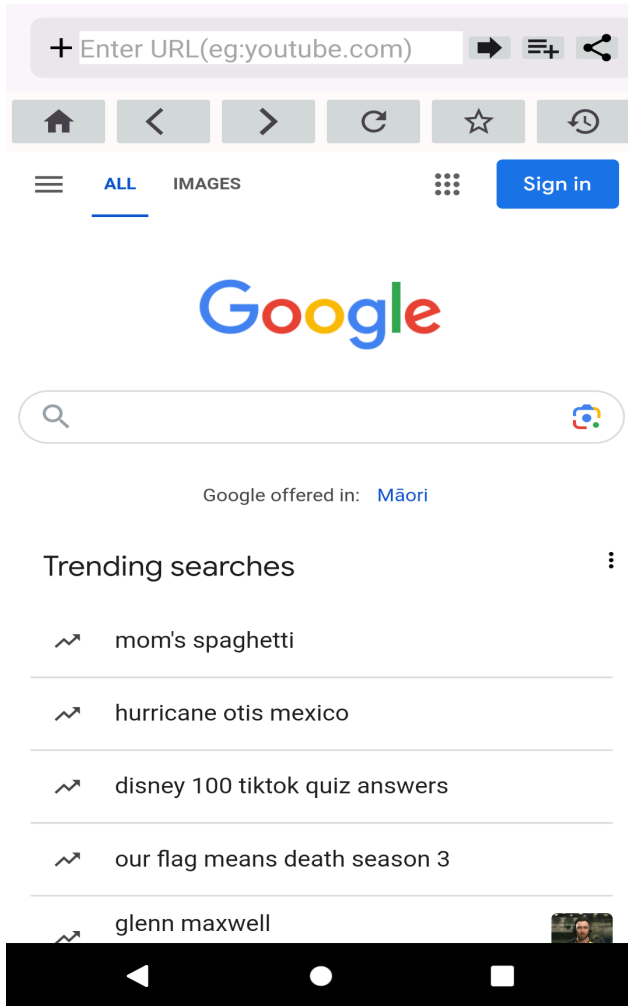 Enter URL(eg:youtube.com)
ALL IMAGES Sign in
Google
Google offered in: Māori
Trending searches
mom's spaghetti
hurricane otis mexico
disney 100 tiktok quiz answers
our flag means death season 3
glenn maxwell